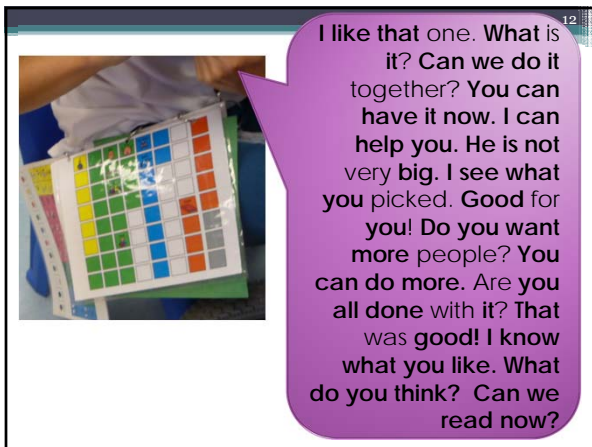 12
I like that one. What is
it? Can we do it
together? You can
have it now. I can
help you. He is not
very big. I see what
you picked. Good for
you! Do you want
more people? You
can do more. Are you
all done with it? That
was good! I know
what you like. What
do you think?  Can we
read now?